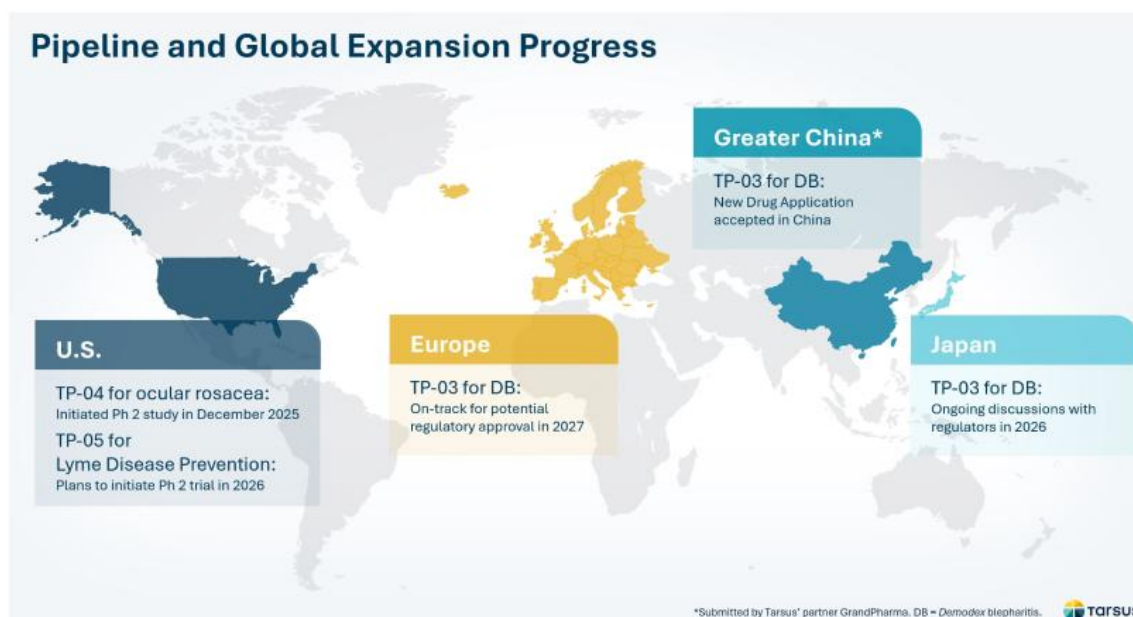 Pipeline and Global Expansion Progress
Greater China*
TP-03 for DB:
New Drug Application
accepted in China
U.S.
TP-04 for ocular rosacea:
Initiated Ph 2 study in December 2025
TP-05 for
Lyme Disease Prevention:
Plans to initiate Ph 2 trial in 2026
Europe
TP-03 for DB:
On-track for potential
regulatory approval in 2027
Japan
TP-03 for DB:
Ongoing discussions with
regulators in 2026
*Submitted by Tarsus' partner GrandPharma. DB = Demodex blepharitis.
Tarsus